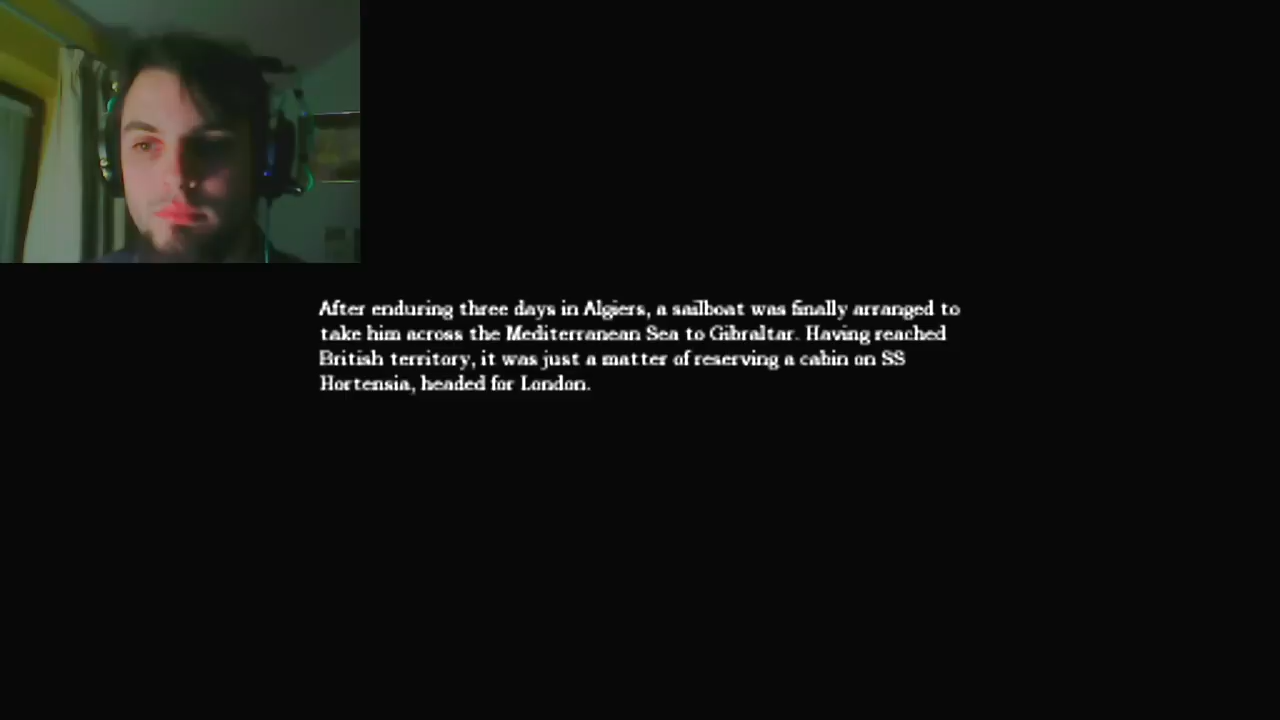 After enduring three days in Algiers, a sailboat was finally arranged to
take him across the Mediterranean Sea to Gibraltar. Having reached
British territory, it was just a matter of reserving a cabin on SS
Hortensia, headed for London.